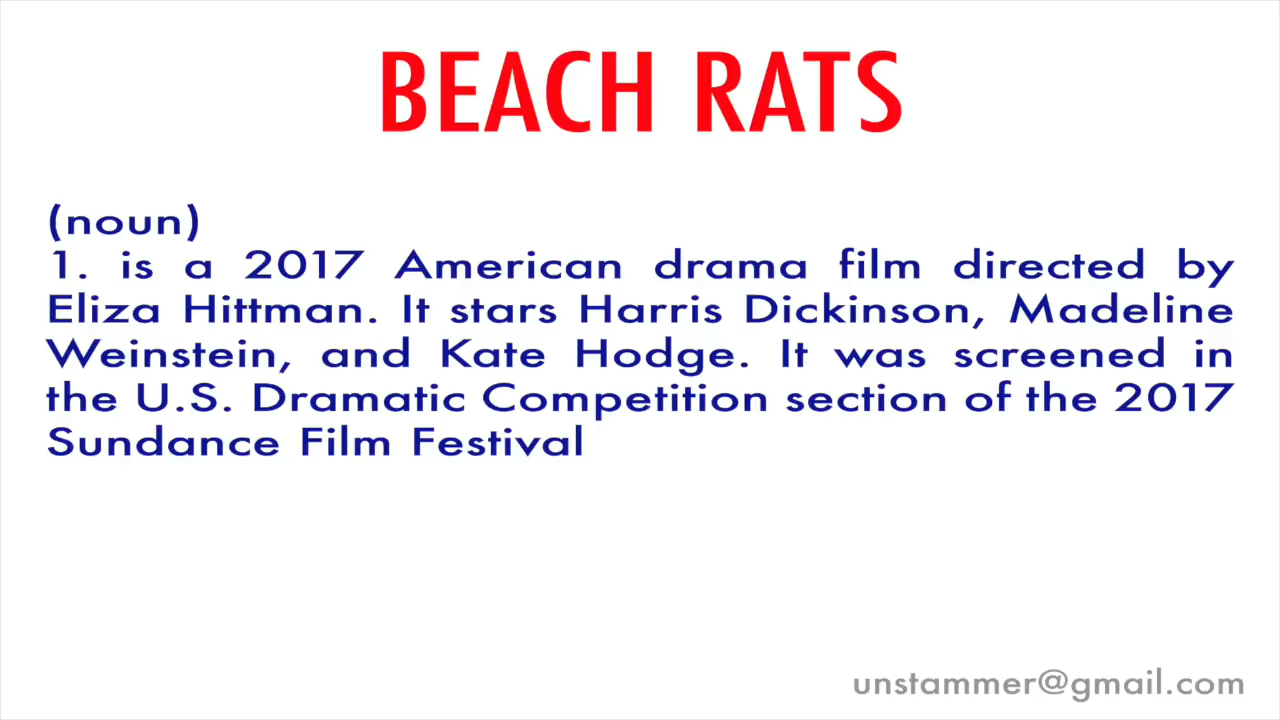 BEACH RATS
(noun)
1. is a 2017 American drama film directed by
Eliza Hittman. It stars Harris Dickinson, Madeline
Weinstein, and Kate Hodge. It was screened in
the U.S. Dramatic Competition section of the 2017
Sundance Film Festival
unstammer@gmail.com